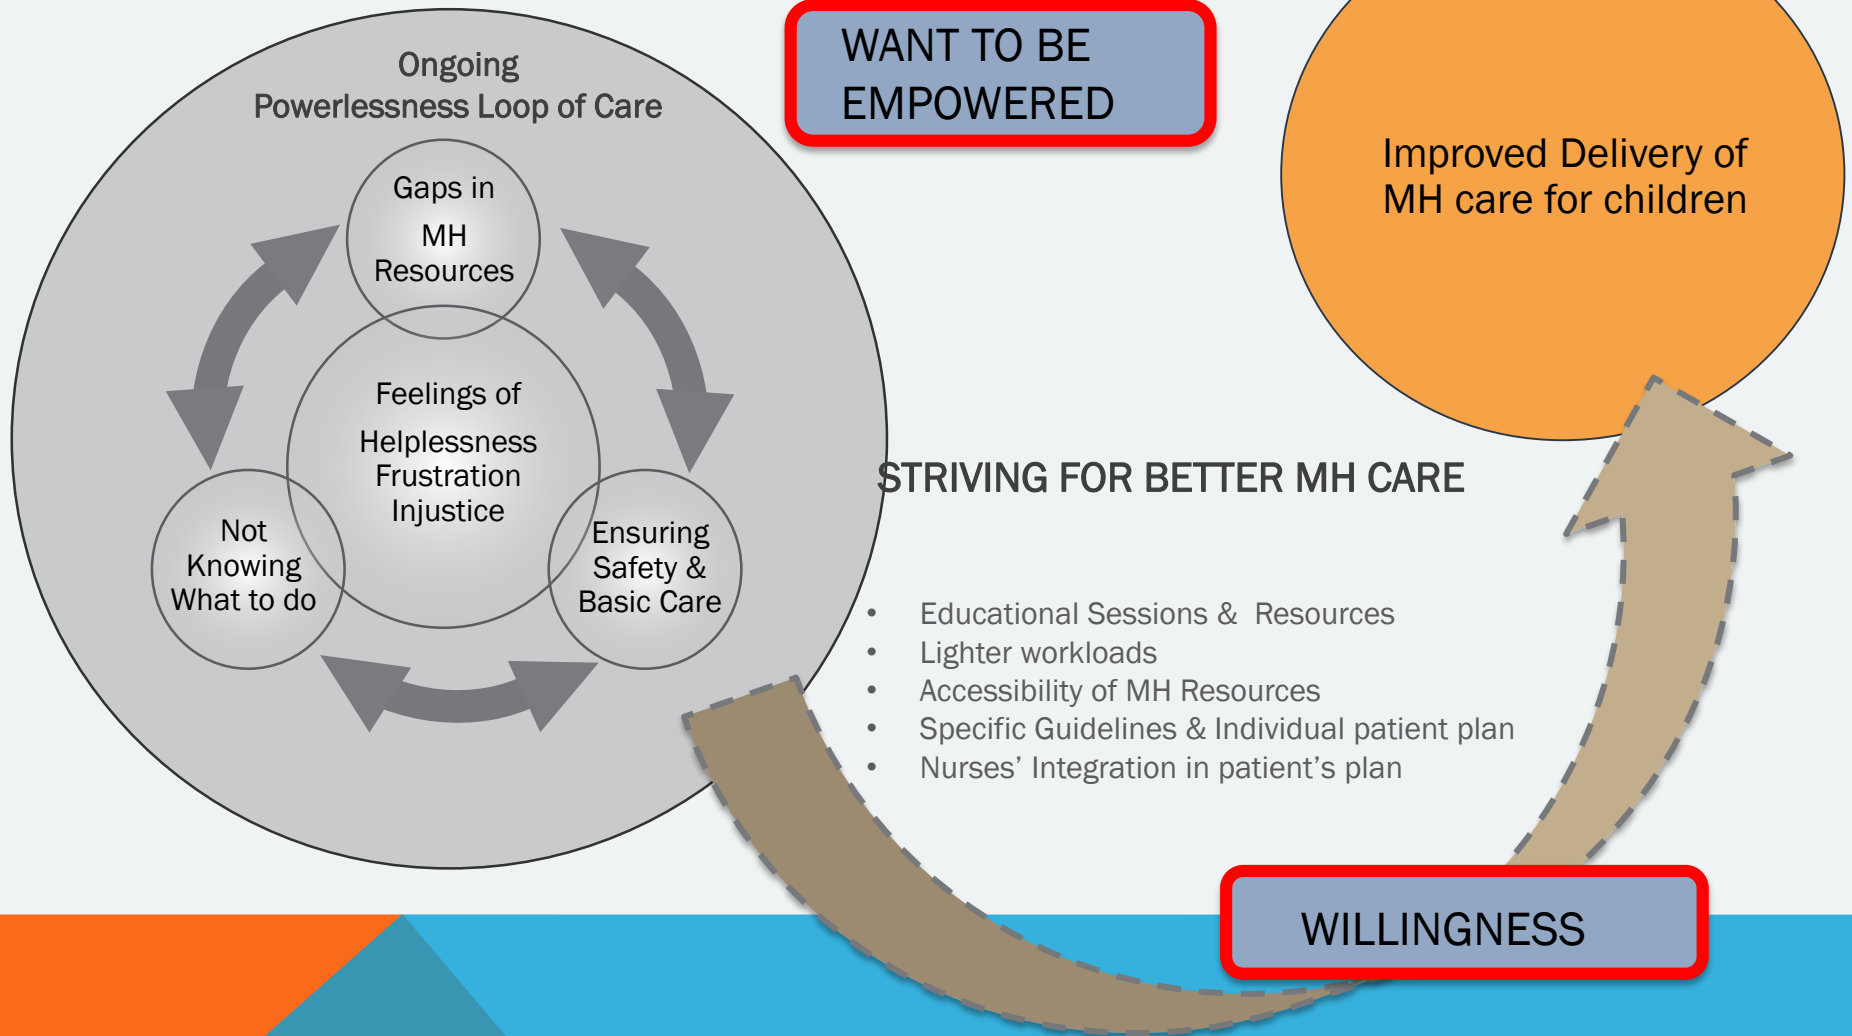 Ongoing
Powerlessness Loop of Care
Gaps in
MH
Resources
Feelings of
Helplessness
Frustration
Injustice
Not
Knowing
What to do
Ensuring
Safety &
Basic Care
WANT TO BE
EMPOWERED
Improved Delivery of
MH care for children
STRIVING FOR BETTER MH CARE
• Educational Sessions & Resources
• Lighter workloads
• Accessibility of MH Resources
• Specific Guidelines & Individual patient plan
• Nurses’ Integration in patient’s plan
WILLINGNESS